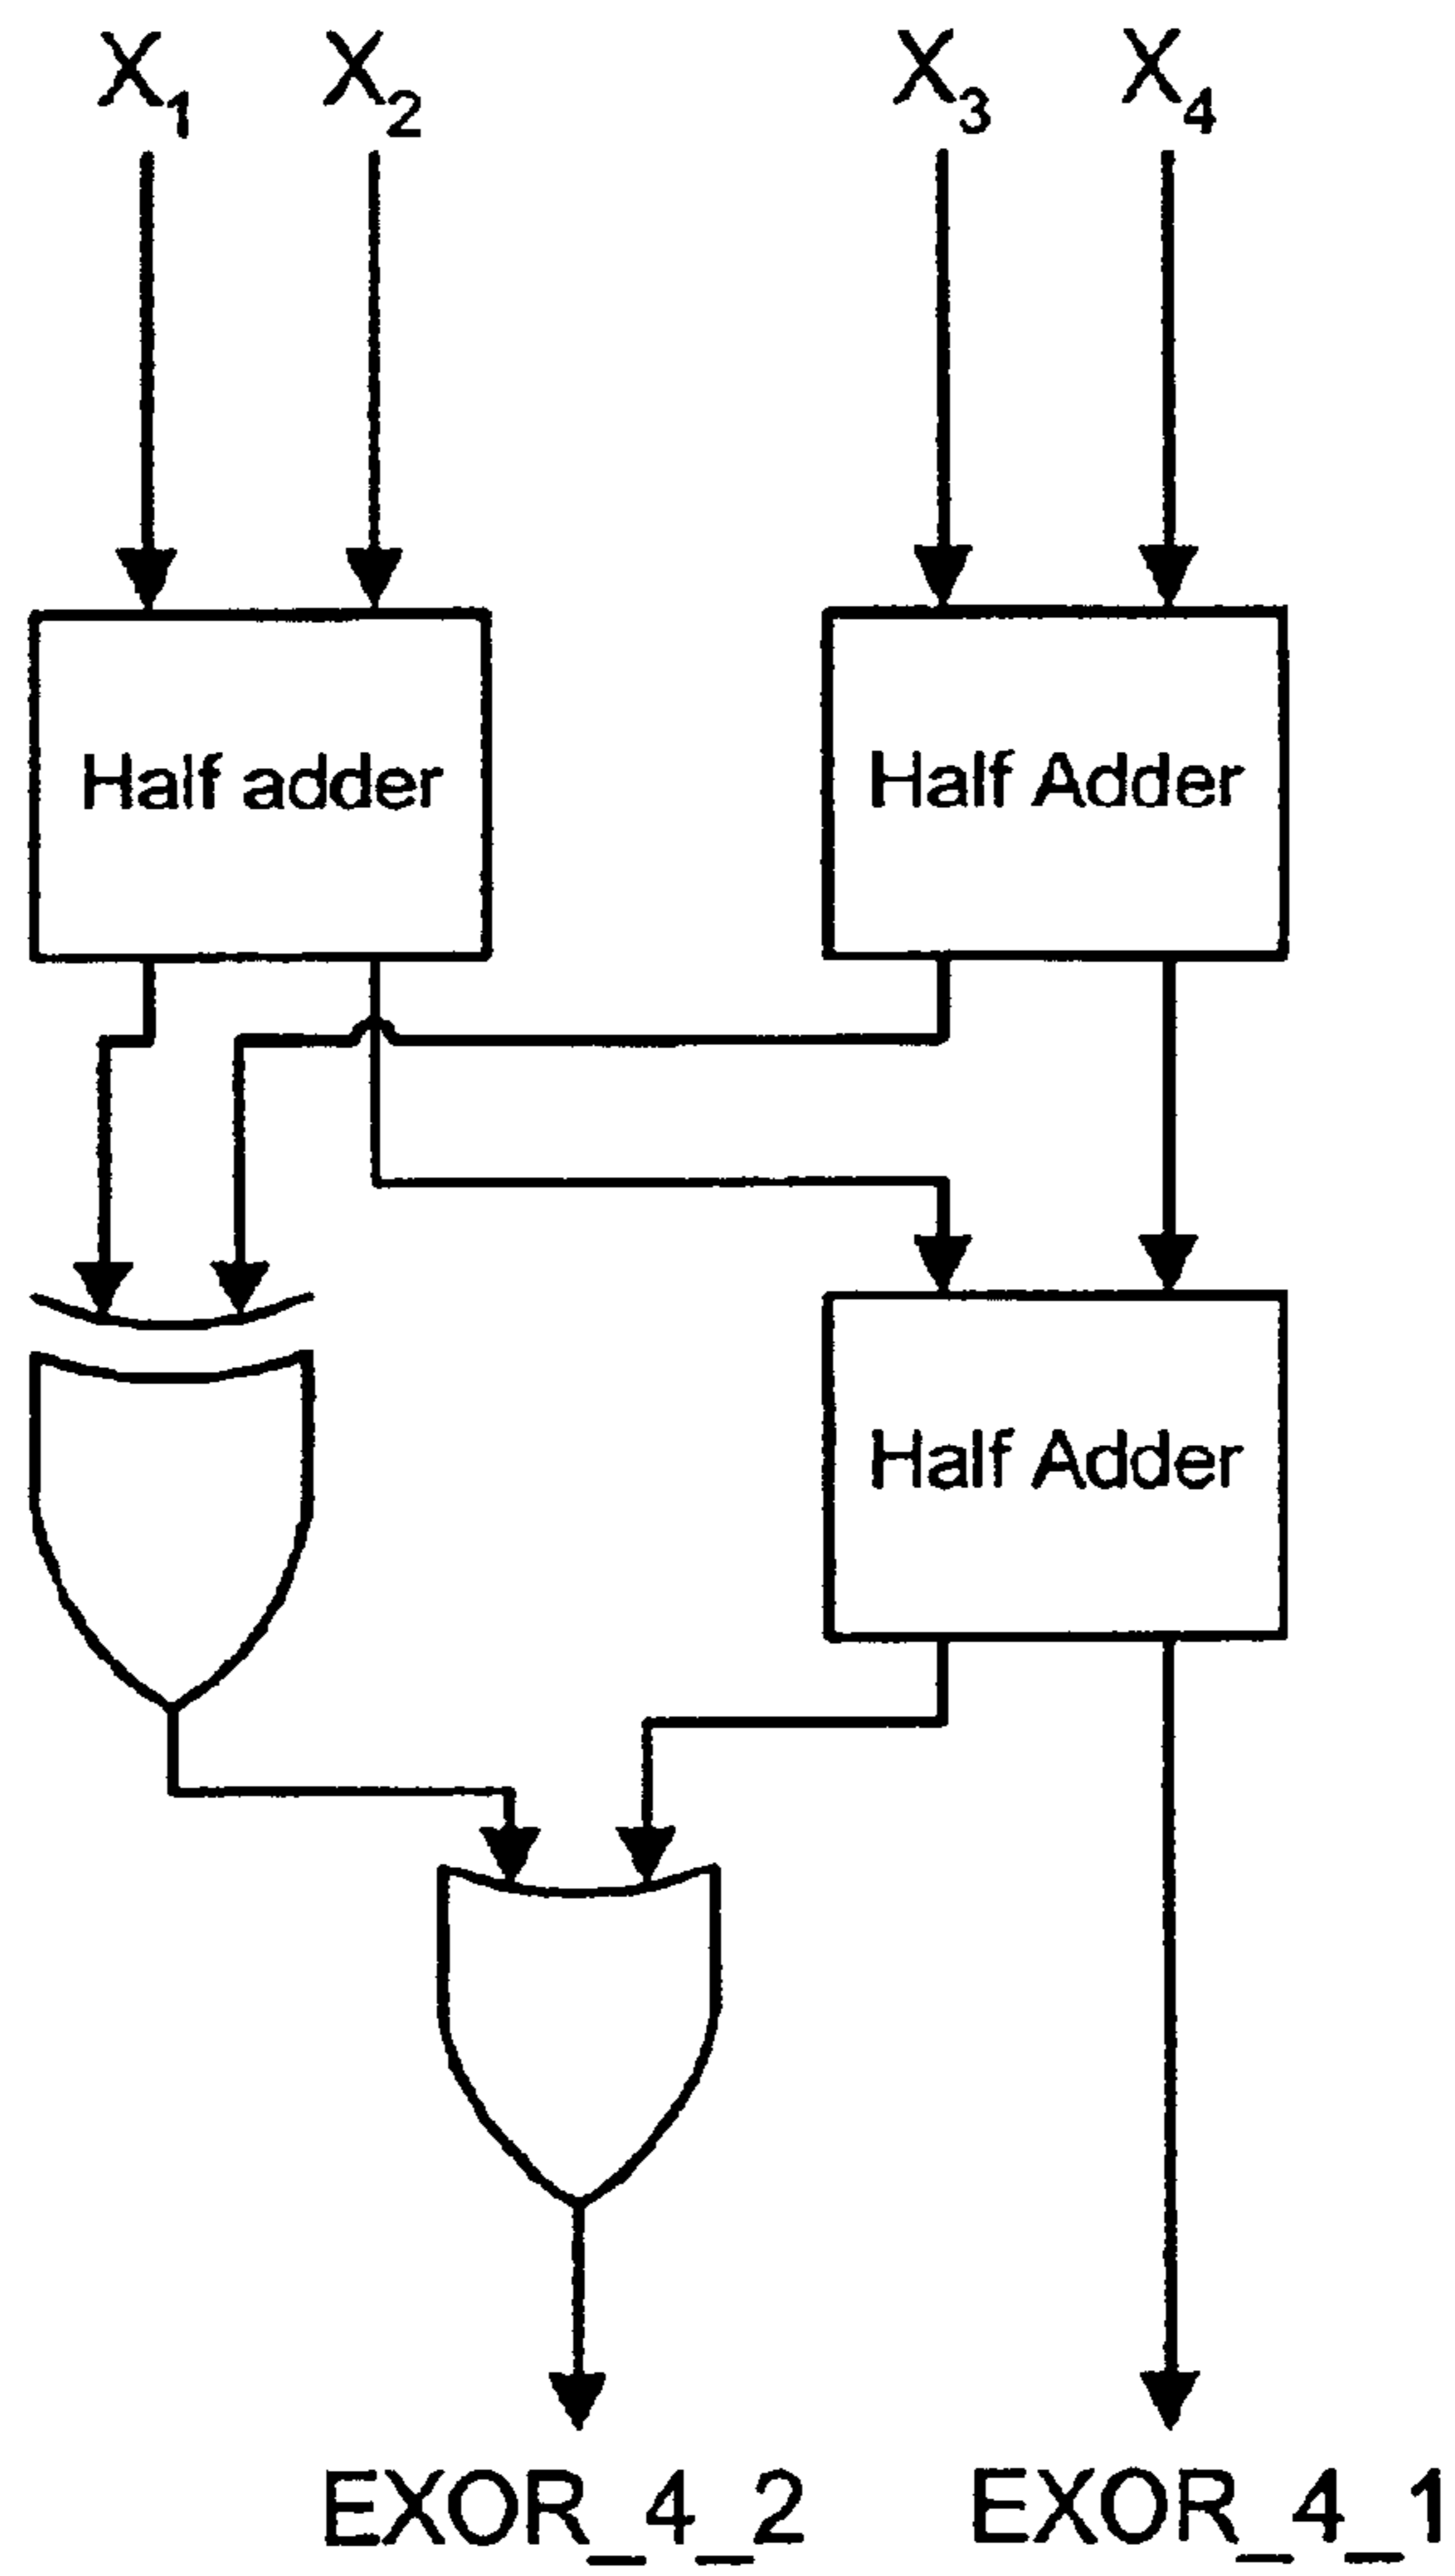 X1 X2 X3 X4
Half adder Half Adder
Half Adder
EXOR_4_2 EXOR_4_1